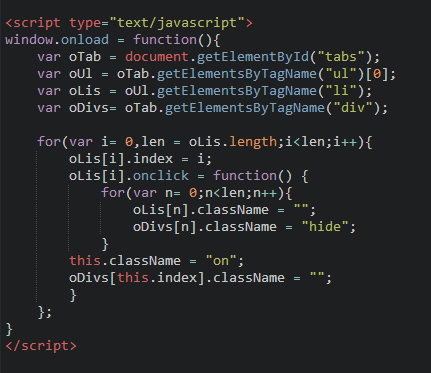 <script type="text/javascript">
window.onload = function(){
    var oTab = document.getElementById("tabs");
    var oUl = oTab.getElementsByTagName("ul")[0];
    var oLis = oUl.getElementsByTagName("li");
    var oDivs= oTab.getElementsByTagName("div");

    for(var i= 0,len = oLis.length;i<len;i++){
        oLis[i].index = i;
        oLis[i].onclick = function() {
            for(var n= 0;n<len;n++){
                oLis[n].className = "";
                oDivs[n].className = "hide";
            }
        this.className = "on";
        oDivs[this.index].className = "";
        }
    };
}
</script>